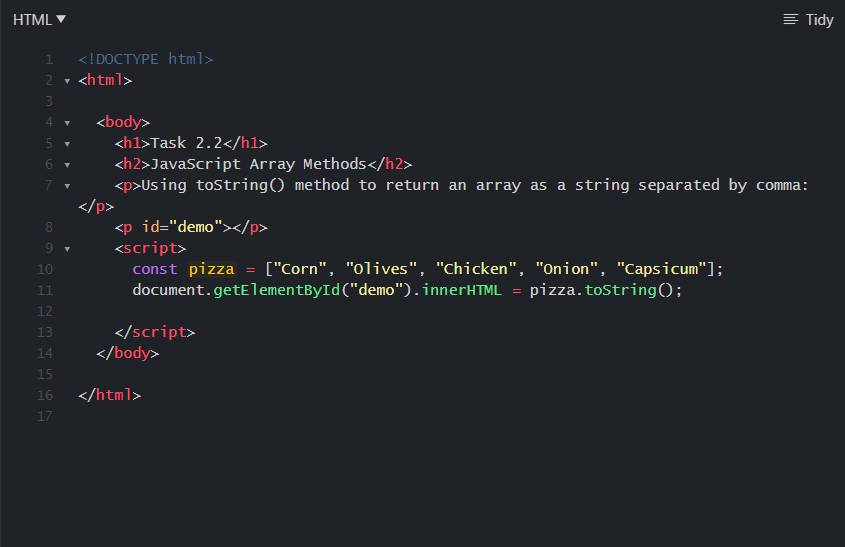 HTML ▼ Tidy
1 <!DOCTYPE html>
2 <html>
3
4 <body>
5 <h1>Task 2.2</h1>
6 <h2>JavaScript Array Methods</h2>
7 <p>Using toString() method to return an array as a string separated by comma:
</p>
8 <p id="demo"></p>
9 <script>
10 const pizza = ["Corn", "Olives", "Chicken", "Onion", "Capsicum"];
11 document.getElementById("demo").innerHTML = pizza.toString();
12
13 </script>
14 </body>
15
16 </html>
17